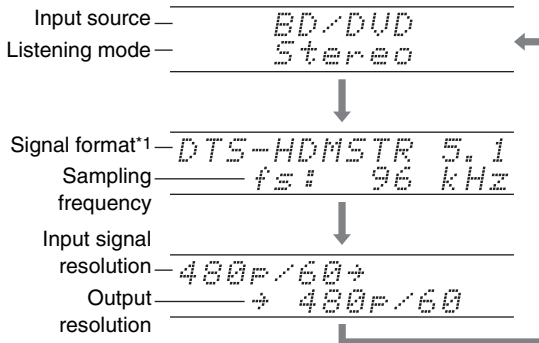 Input source
BD/DVD
Listening mode
Stereo
Signal format*1
DTS-HDMSTR 5.1
Sampling
frequency
fs: 96 kHz
Input signal
resolution
480p/60→
Output
resolution
→ 480p/60